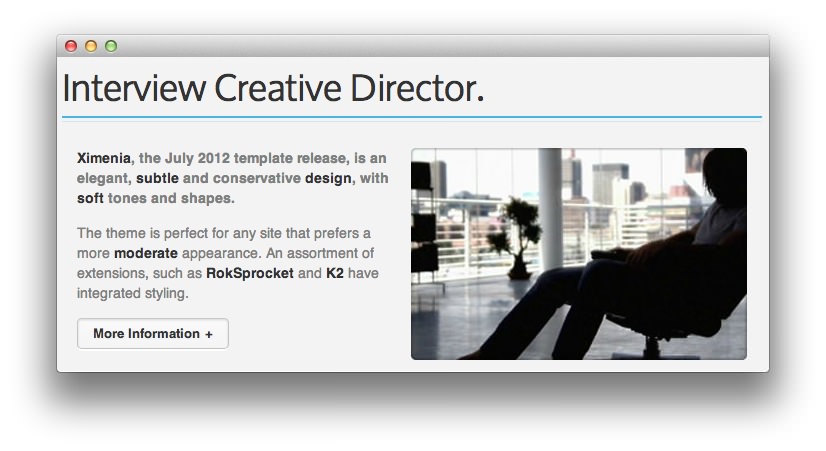 Interview Creative Director.
Ximenia, the July 2012 template release, is an
elegant, subtle and conservative design, with
soft tones and shapes.
The theme is perfect for any site that prefers a
more moderate appearance. An assortment of
extensions, such as RokSprocket and K2 have
integrated styling.
More Information +